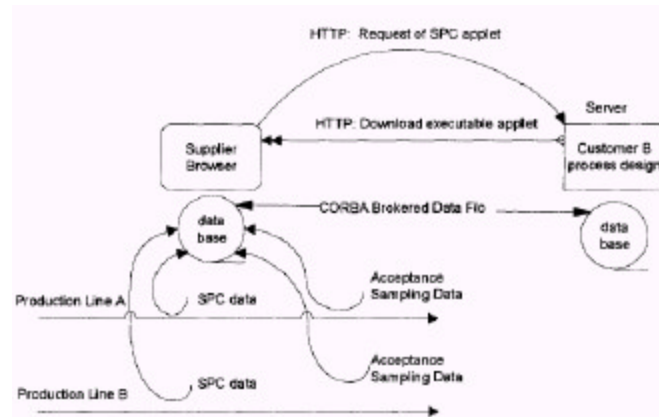 HTTP: Request of SPC applet
Server
HTTP: Download executable applet
Supplier
Browser
Customer B
process design
CORBA Brokered Data Filo
data
base
data
base
Acceptance
Sampling Data
Production Line A
SPC data
Acceptance
Sampling Data
Production Line B
SPC data